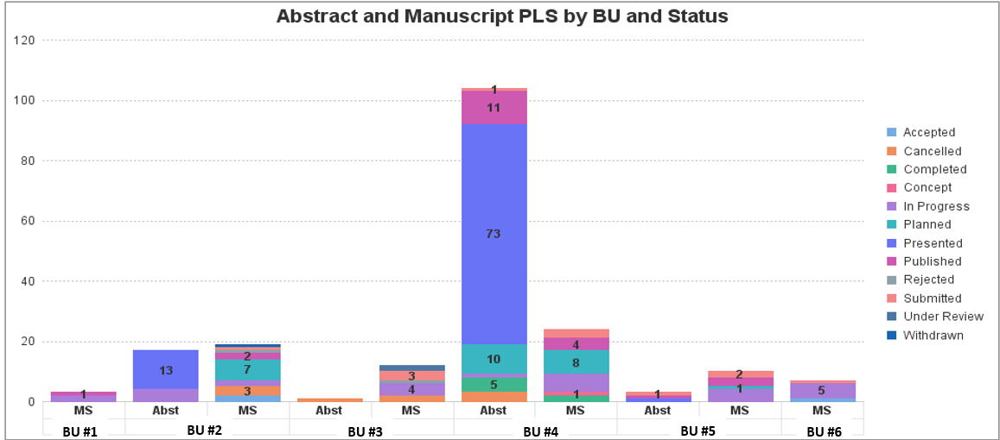 Abstract and Manuscript PLS by BU and Status
120
100
80
60
40
20
0
1
13
2
7
3
3
4
1
11
73
10
5
4
8
1
1
2
1
5
MS
Abst
MS
Abst
MS
Abst
MS
Abst
MS
MS
BU #1
BU #2
BU #3
BU #4
BU #5
BU #6
Accepted
Cancelled
Completed
Concept
In Progress
Planned
Presented
Published
Rejected
Submitted
Under Review
Withdrawn